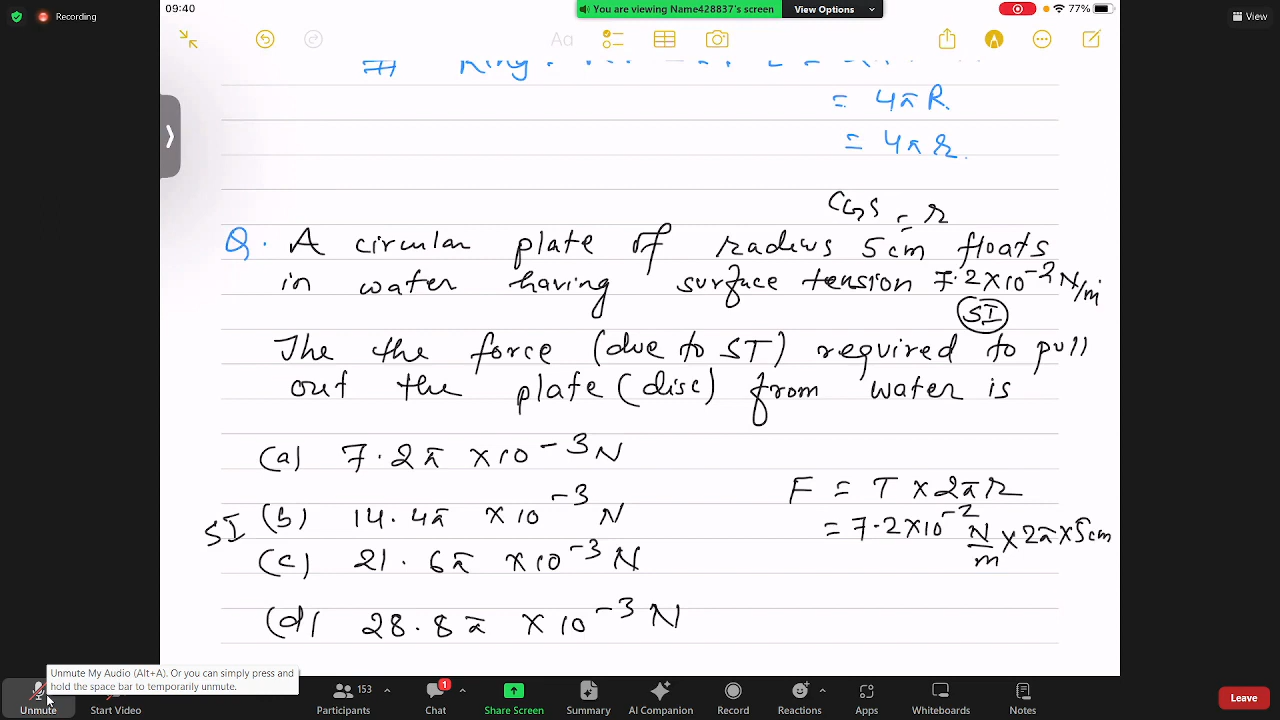 Recording
09:40
You are viewing Name428837's screen
View Options
77%
View
Aa
= 4πR.
= 4πr.
CGS = r
Q. A circular plate of radius 5cm floats
in water having surface tension 7.2×10⁻² N/m
SI
The the force (due to ST) required to pull
out the plate (disc) from water is
(a) 7.2π ×10⁻³ N
F = T × 2πr
SI (b) 14.4π ×10⁻³ N
= 7.2×10⁻² N/m × 2π × 5cm
(c) 21.6π ×10⁻³ N
(d) 28.8π ×10⁻³ N
Unmute My Audio (Alt+A). Or you can simply press and
hold the space bar to temporarily unmute.
153
1
Unmute
Start Video
Participants
Chat
Share Screen
Summary
AI Companion
Record
Reactions
Apps
Whiteboards
Notes
Leave